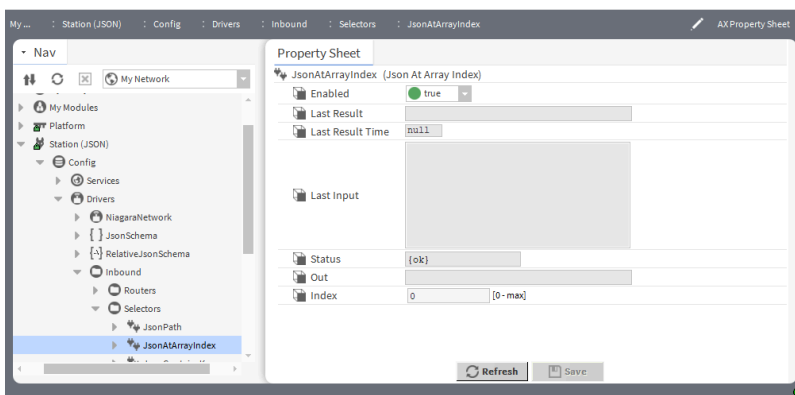 My ... : Station (JSON) : Config : Drivers : Inbound : Selectors : JsonAtArrayIndex AX Property Sheet
Nav
My Network
My Modules
Platform
Station (JSON)
Config
Services
Drivers
NiagaraNetwork
JsonSchema
RelativeJsonSchema
Inbound
Routers
Selectors
JsonPath
JsonAtArrayIndex
Property Sheet
JsonAtArrayIndex (Json At Array Index)
Enabled true
Last Result
Last Result Time null
Last Input
Status {ok}
Out
Index 0 [0 - max]
Refresh Save